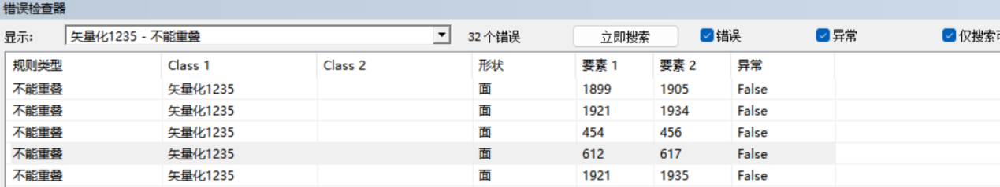 错误检查器
显示: 矢量化1235 - 不能重叠 32 个错误 立即搜索 错误 异常 仅搜索
规则类型 Class 1 Class 2 形状 要素 1 要素 2 异常
不能重叠 矢量化1235 面 1899 1905 False
不能重叠 矢量化1235 面 1921 1934 False
不能重叠 矢量化1235 面 454 456 False
不能重叠 矢量化1235 面 612 617 False
不能重叠 矢量化1235 面 1921 1935 False